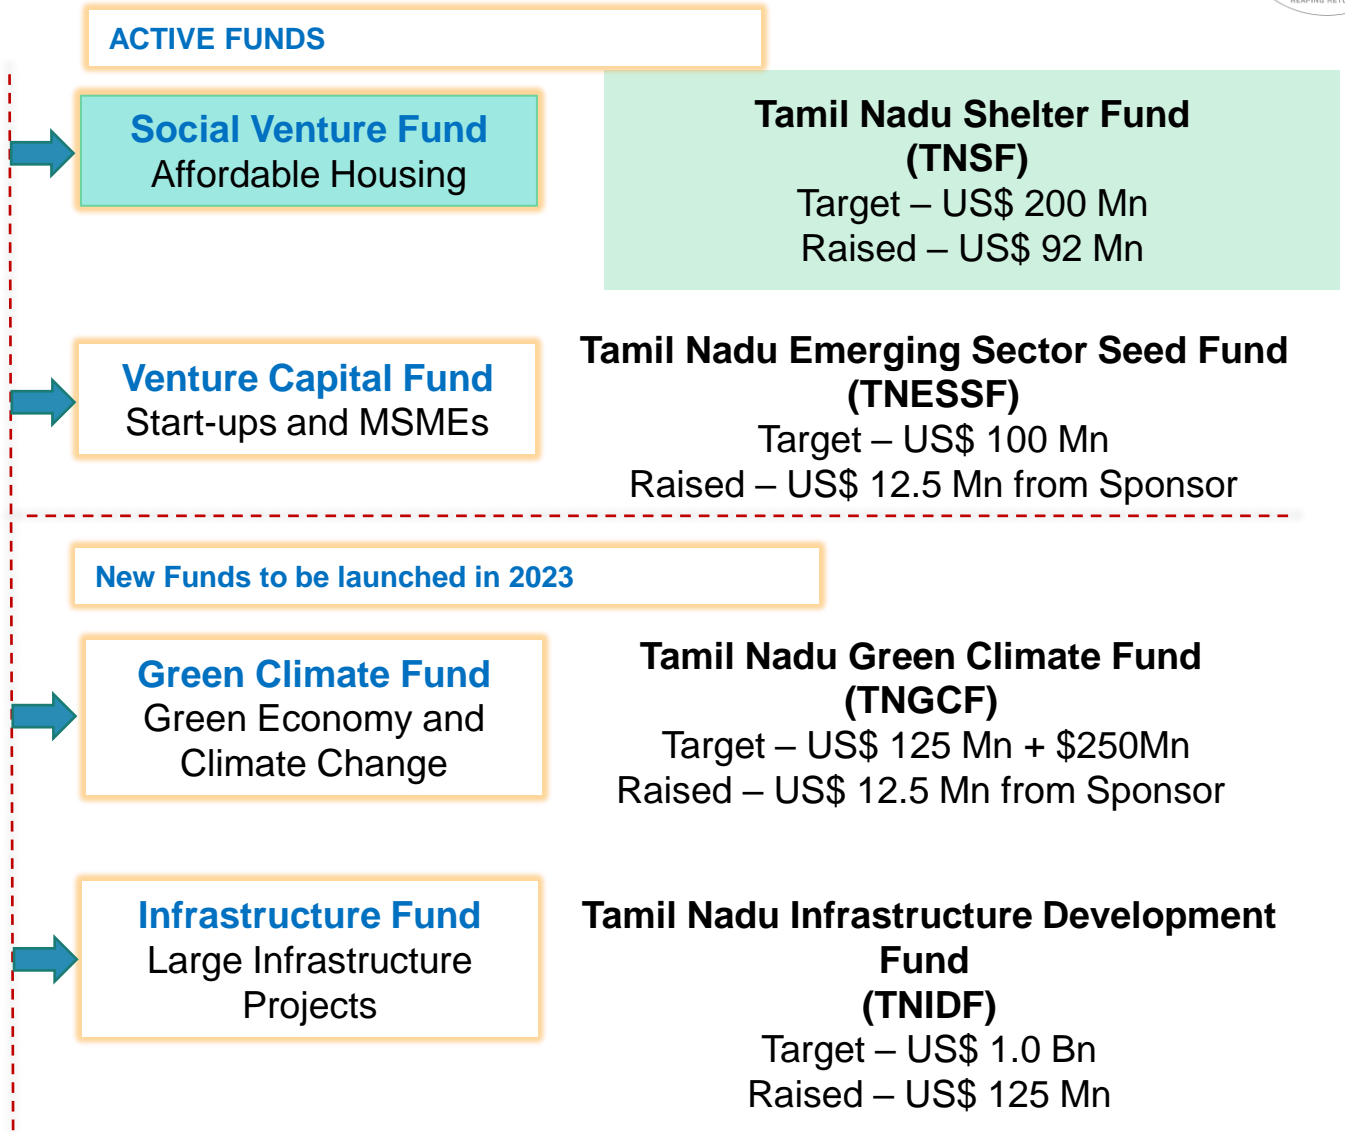 ACTIVE FUNDS
Social Venture Fund
Affordable Housing
Tamil Nadu Shelter Fund
(TNSF)
Target – US$ 200 Mn
Raised – US$ 92 Mn
Venture Capital Fund
Start-ups and MSMEs
Tamil Nadu Emerging Sector Seed Fund
(TNESSF)
Target – US$ 100 Mn
Raised – US$ 12.5 Mn from Sponsor
New Funds to be launched in 2023
Green Climate Fund
Green Economy and
Climate Change
Tamil Nadu Green Climate Fund
(TNGCF)
Target – US$ 125 Mn + $250Mn
Raised – US$ 12.5 Mn from Sponsor
Infrastructure Fund
Large Infrastructure
Projects
Tamil Nadu Infrastructure Development
Fund
(TNIDF)
Target – US$ 1.0 Bn
Raised – US$ 125 Mn